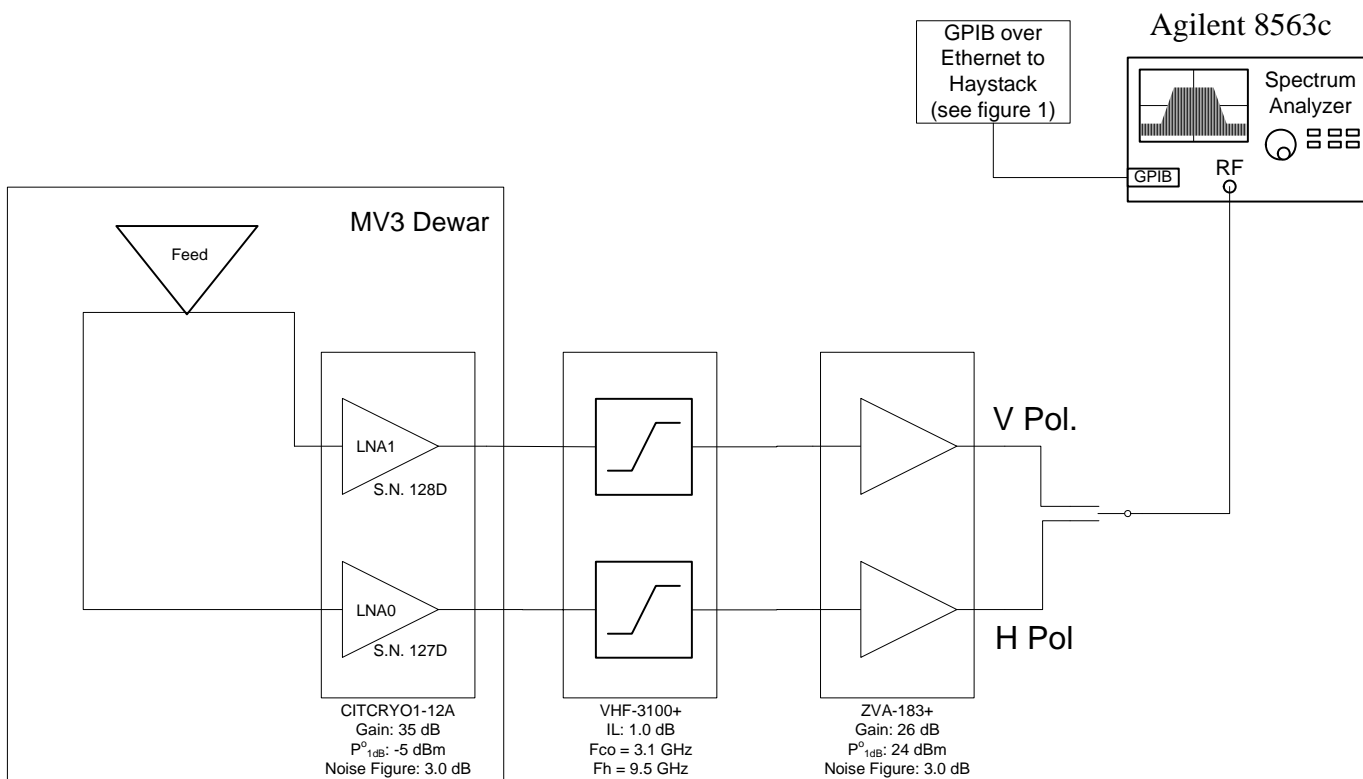 Agilent 8563c
GPIB over
Ethernet to
Haystack
(see figure 1)
Spectrum
Analyzer
GPIB
RF
MV3 Dewar
Feed
LNA1
S.N. 128D
V Pol.
LNA0
S.N. 127D
H Pol
CITCRYO1-12A
Gain: 35 dB
P°1dB: -5 dBm
Noise Figure: 3.0 dB
VHF-3100+
IL: 1.0 dB
Fco = 3.1 GHz
Fh = 9.5 GHz
ZVA-183+
Gain: 26 dB
P°1dB: 24 dBm
Noise Figure: 3.0 dB